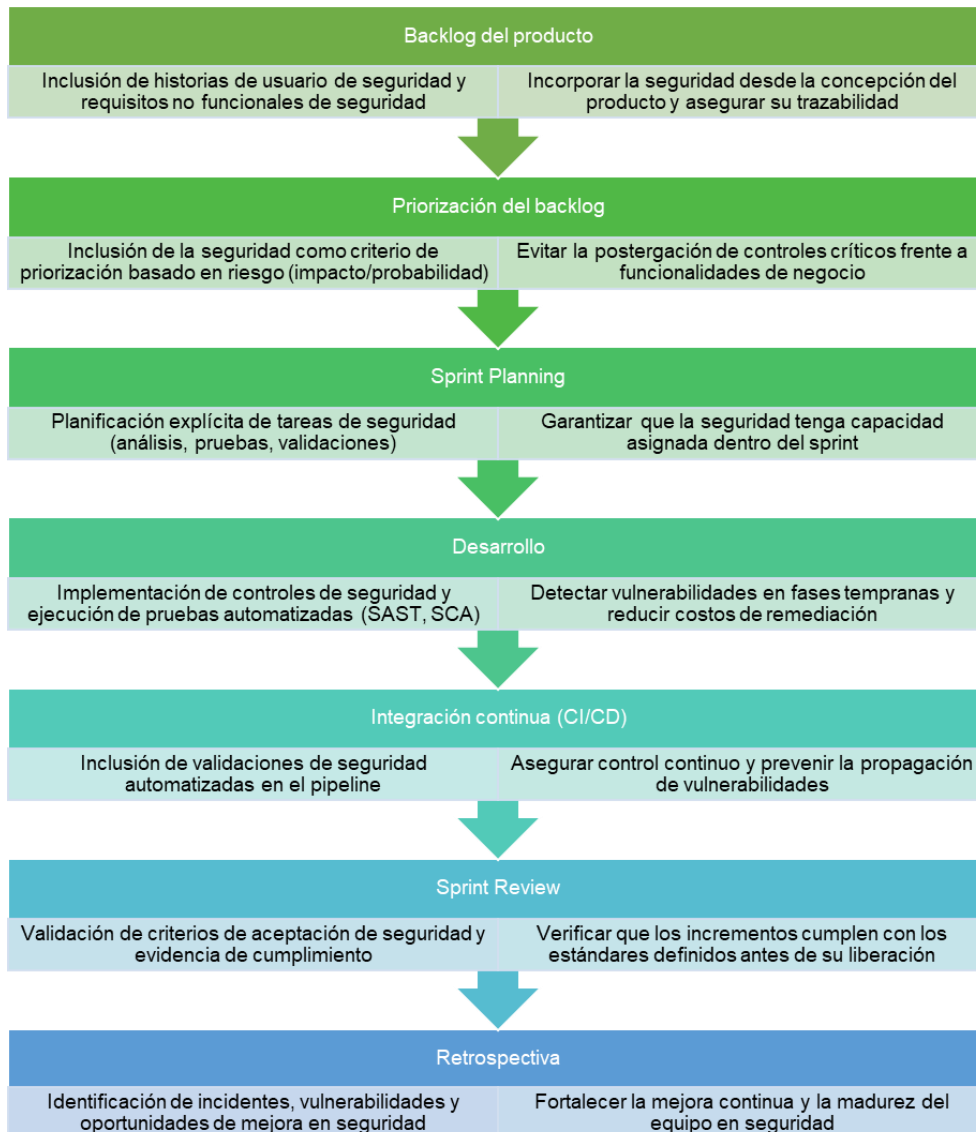 Backlog del producto
Inclusión de historias de usuario de seguridad y
requisitos no funcionales de seguridad
Incorporar la seguridad desde la concepción del
producto y asegurar su trazabilidad
Priorización del backlog
Inclusión de la seguridad como criterio de
priorización basado en riesgo (impacto/probabilidad)
Evitar la postergación de controles críticos frente a
funcionalidades de negocio
Sprint Planning
Planificación explícita de tareas de seguridad
(análisis, pruebas, validaciones)
Garantizar que la seguridad tenga capacidad
asignada dentro del sprint
Desarrollo
Implementación de controles de seguridad y
ejecución de pruebas automatizadas (SAST, SCA)
Detectar vulnerabilidades en fases tempranas y
reducir costos de remediación
Integración continua (CI/CD)
Inclusión de validaciones de seguridad
automatizadas en el pipeline
Asegurar control continuo y prevenir la propagación
de vulnerabilidades
Sprint Review
Validación de criterios de aceptación de seguridad y
evidencia de cumplimiento
Verificar que los incrementos cumplen con los
estándares definidos antes de su liberación
Retrospectiva
Identificación de incidentes, vulnerabilidades y
oportunidades de mejora en seguridad
Fortalecer la mejora continua y la madurez del
equipo en seguridad